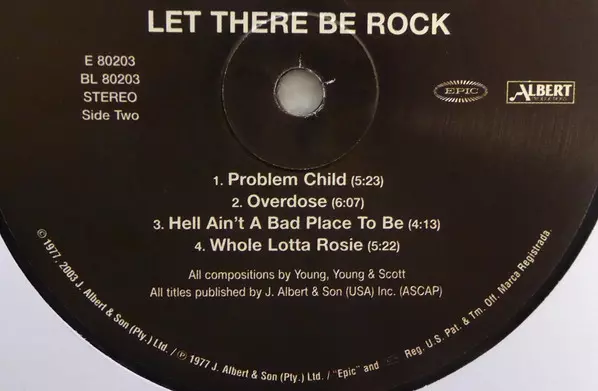 LET THERE BE ROCK
E 80203
BL 80203
STEREO
Side Two
EPIC
ALBERT
PRODUCTIONS
1. Problem Child (5:23)
2. Overdose (6:07)
3. Hell Ain't A Bad Place To Be (4:13)
4. Whole Lotta Rosie (5:22)
All compositions by Young, Young & Scott
All titles published by J. Albert & Son (USA) Inc. (ASCAP)
© 1977, 2003 J. Albert & Son (Pty.) Ltd. / ℗ 1977 J. Albert & Son (Pty.) Ltd. / "Epic" and Reg. U.S. Pat. & Tm. Off. Marca Registrada.